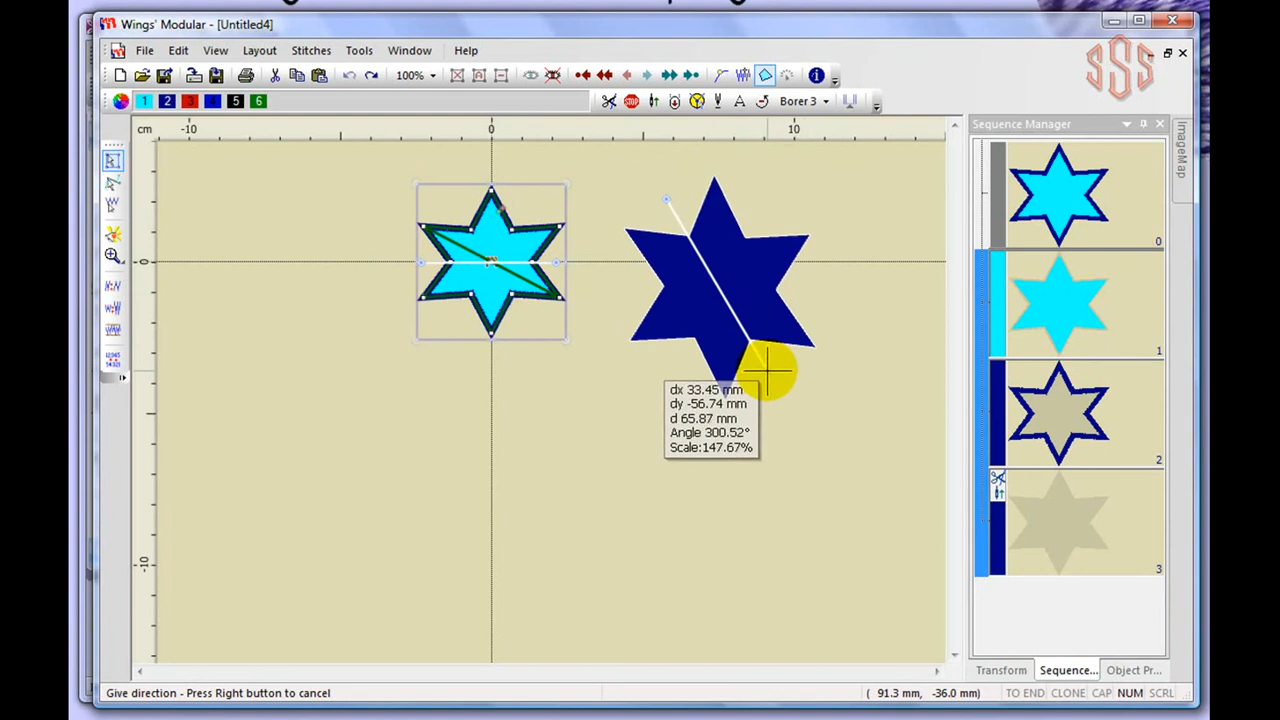 Wings' Modular - [Untitled4]
File Edit View Layout Stitches Tools Window Help
SSS
100%
1 2 3 4 5 6 STOP A Borer 3
cm -10 0 10
Sequence Manager
ImageMap
0
0
1
dx 33.45 mm
dy -56.74 mm
d 65.87 mm
Angle 300.52°
Scale:147.67%
2
-10
3
Transform Sequence... Object Pr...
Give direction - Press Right button to cancel ( 91.3 mm, -36.0 mm) TO END CLONE CAP NUM SCRL